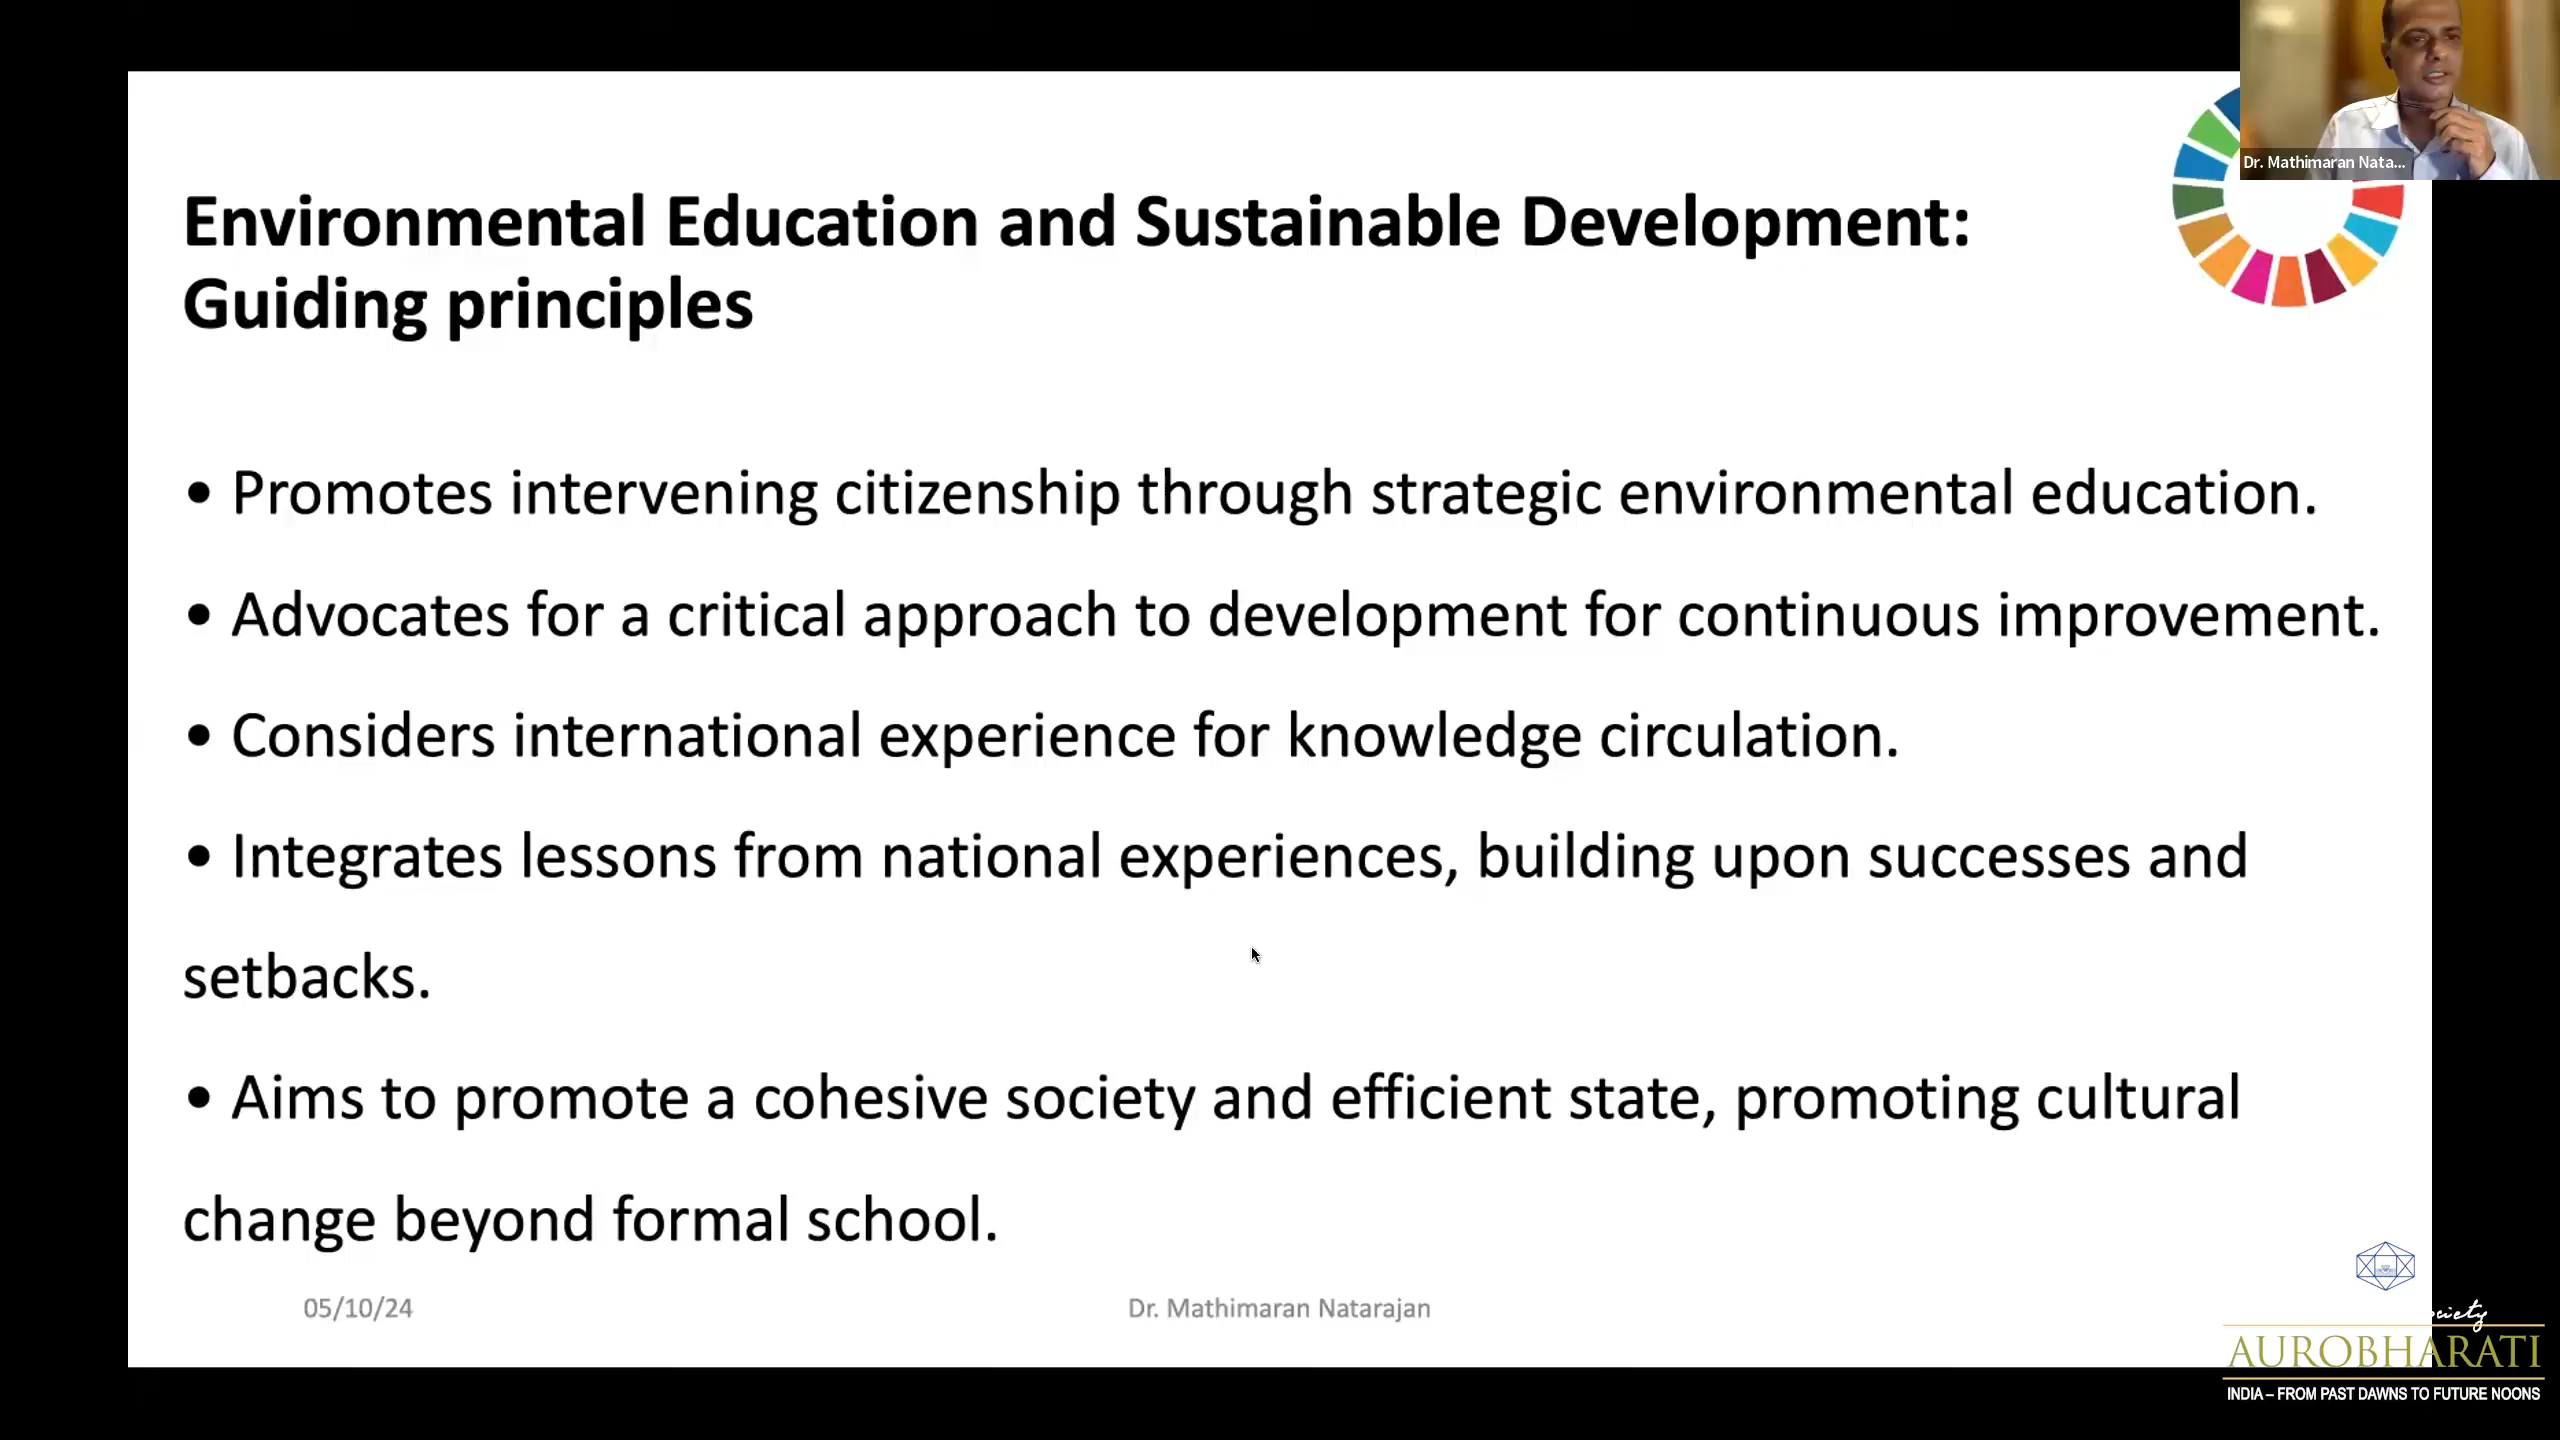 Dr. Mathimaran Nata...
Environmental Education and Sustainable Development:
Guiding principles
• Promotes intervening citizenship through strategic environmental education.
• Advocates for a critical approach to development for continuous improvement.
• Considers international experience for knowledge circulation.
• Integrates lessons from national experiences, building upon successes and
setbacks.
• Aims to promote a cohesive society and efficient state, promoting cultural
change beyond formal school.
05/10/24
Dr. Mathimaran Natarajan
AUROBHARATI
INDIA – FROM PAST DAWNS TO FUTURE NOONS